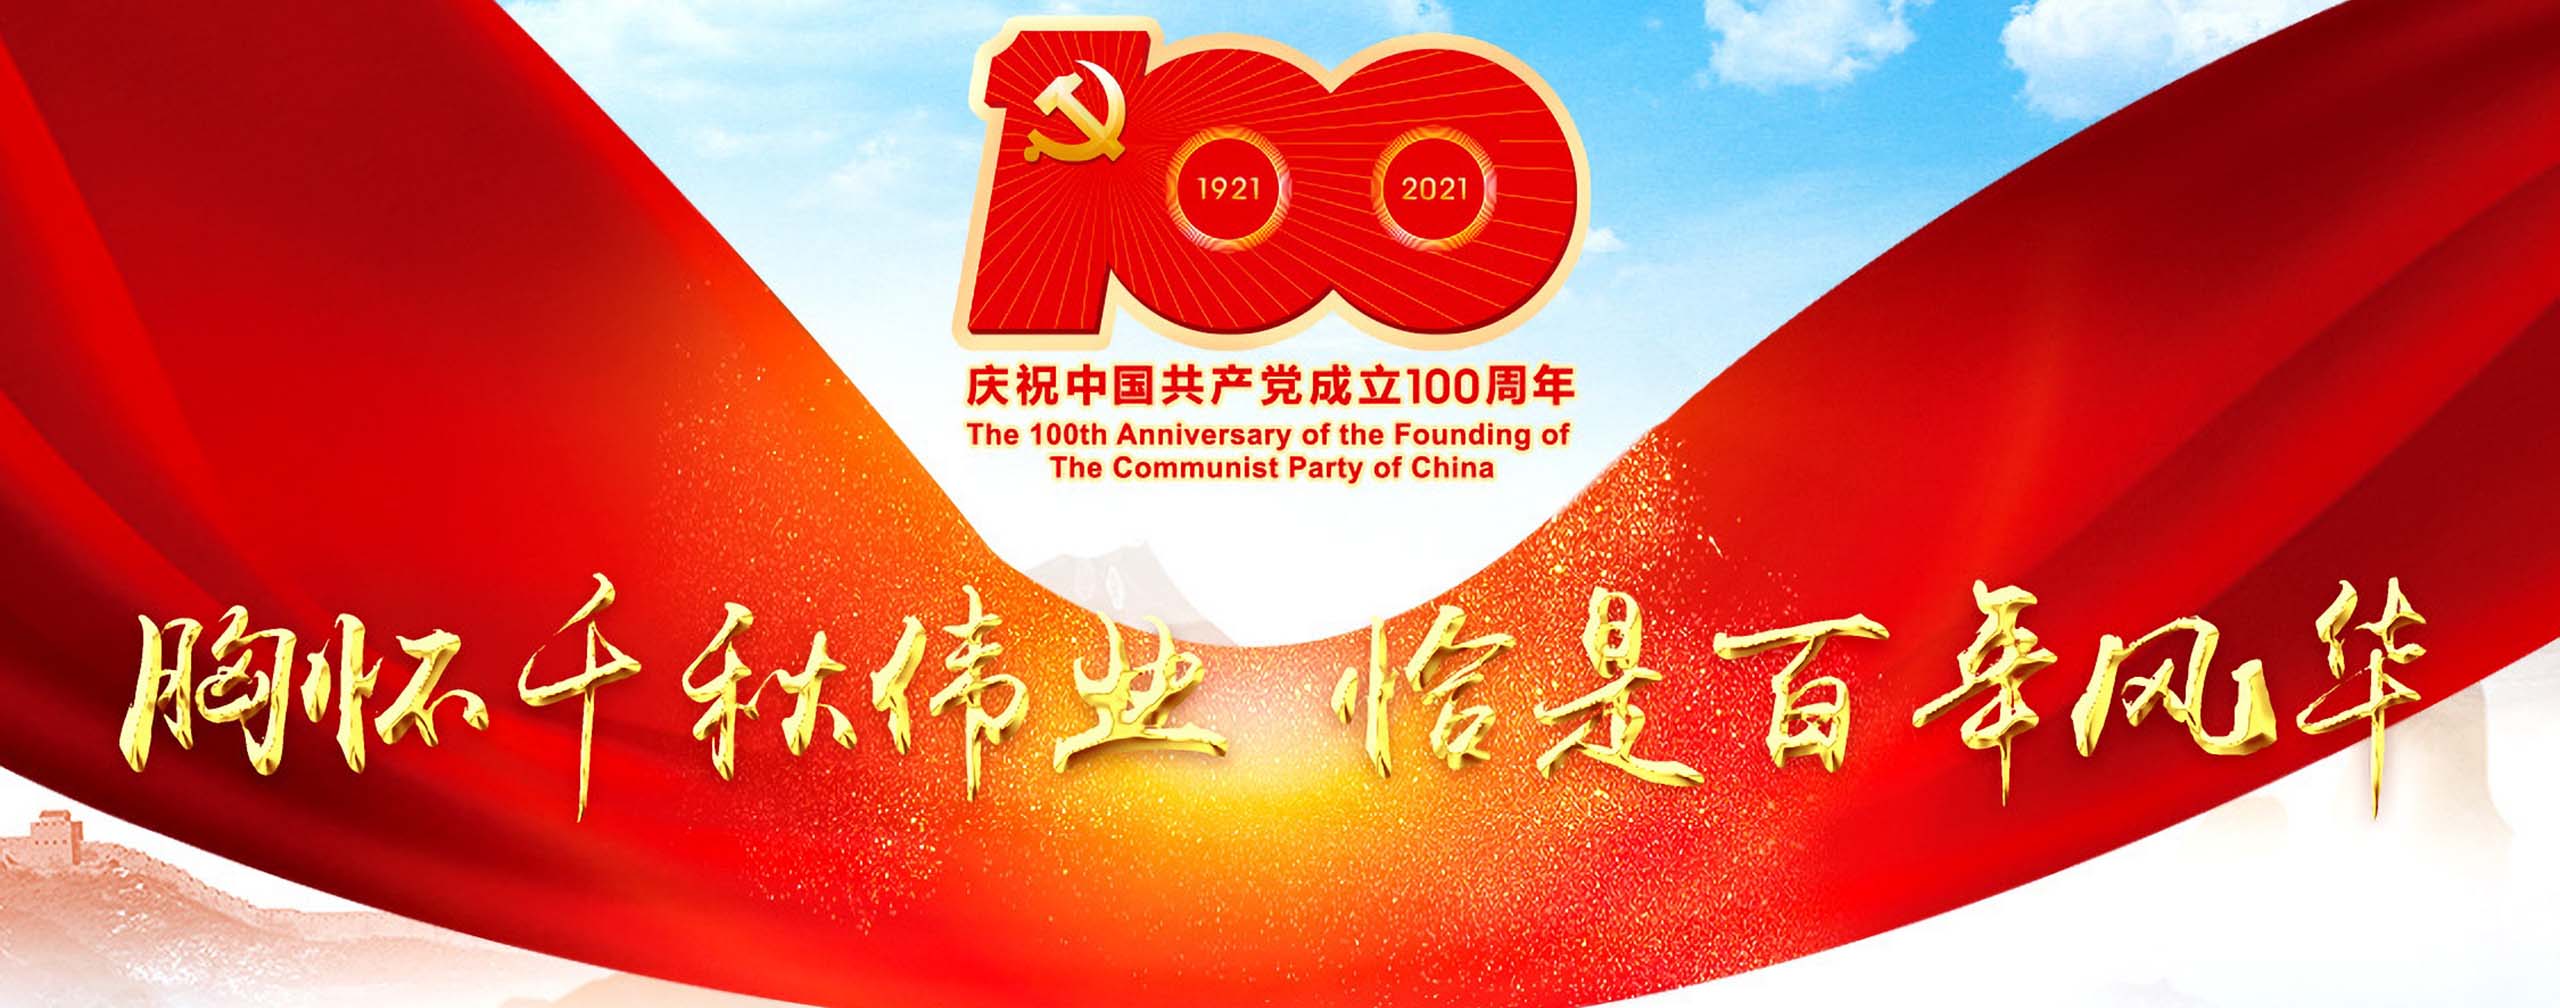 1921 2021
庆祝中国共产党成立100周年
The 100th Anniversary of the Founding of
The Communist Party of China
胸怀千秋伟业 恰是百年风华